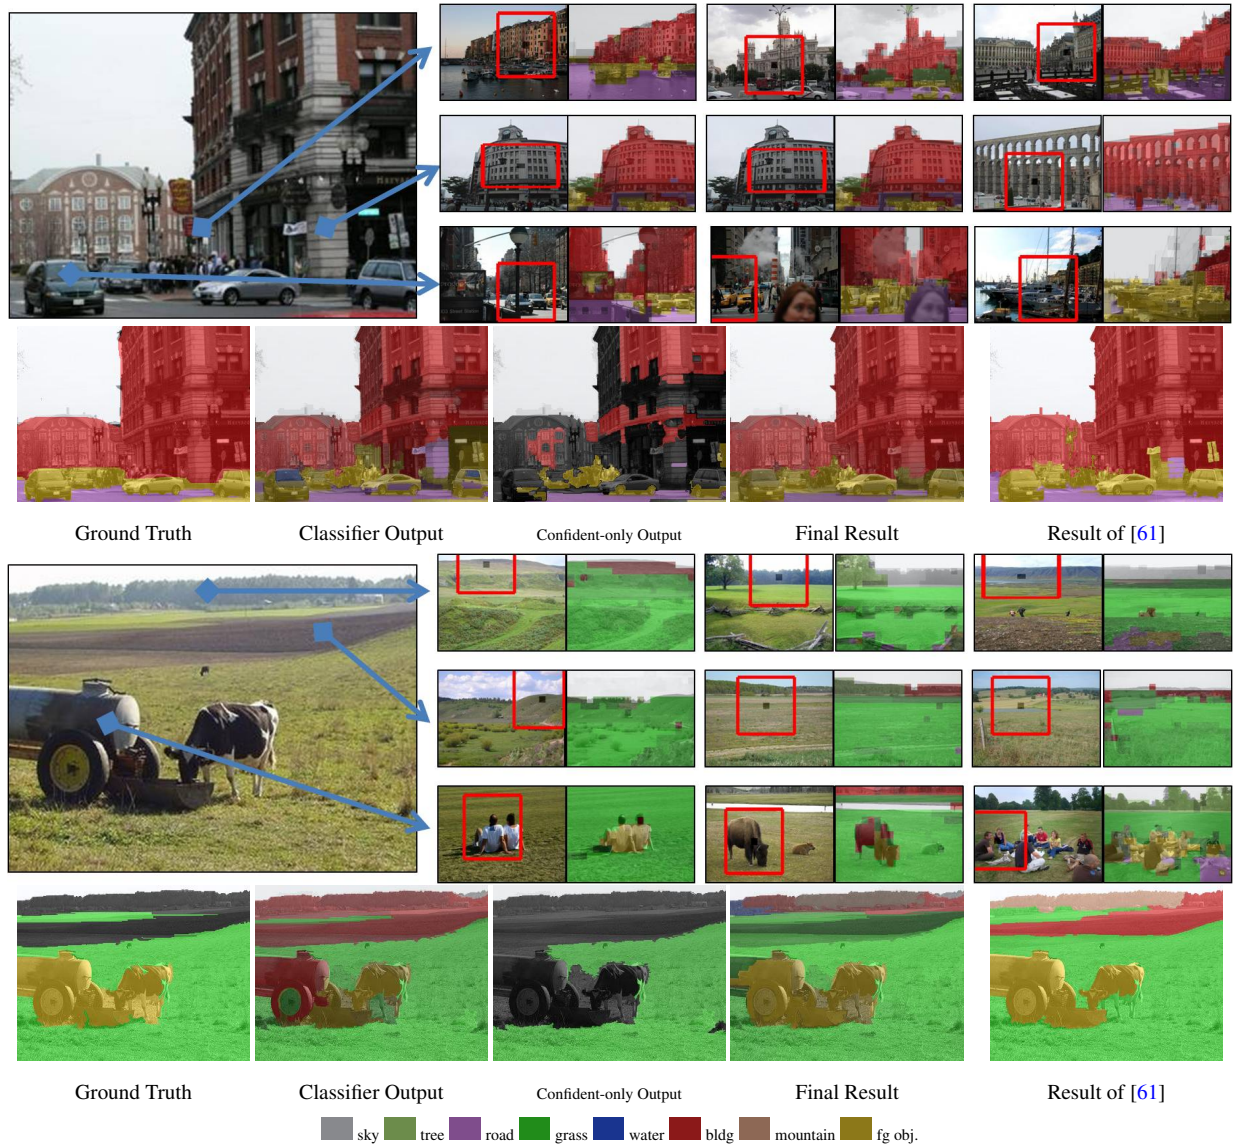 Ground Truth
Classifier Output
Confident-only Output
Final Result
Result of [61]
Ground Truth
Classifier Output
Confident-only Output
Final Result
Result of [61]
sky tree road grass water bldg mountain fg obj.